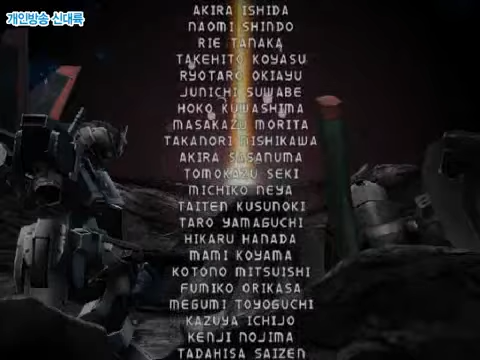 개인방송 신대륙
AKIRA ISHIDA
NAOMI SHINDO
RIE TANAKA
TAKEHITO KOYASU
RYOTARO OKIAYU
JUNICHI SUWABE
HOKO KUWASHIMA
MASAKAZU MORITA
TAKANORI NISHIKAWA
AKIRA SASANUMA
TOMOKAZU SEKI
MICHIKO NEYA
TAITEN KUSUNOKI
TARO YAMAGUCHI
HIKARU HANADA
MAMI KOYAMA
KOTONO MITSUISHI
FUMIKO ORIKASA
MEGUMI TOYOGUCHI
KAZUYA ICHIJO
KENJI NOJIMA
TADAHISA SAIZEN